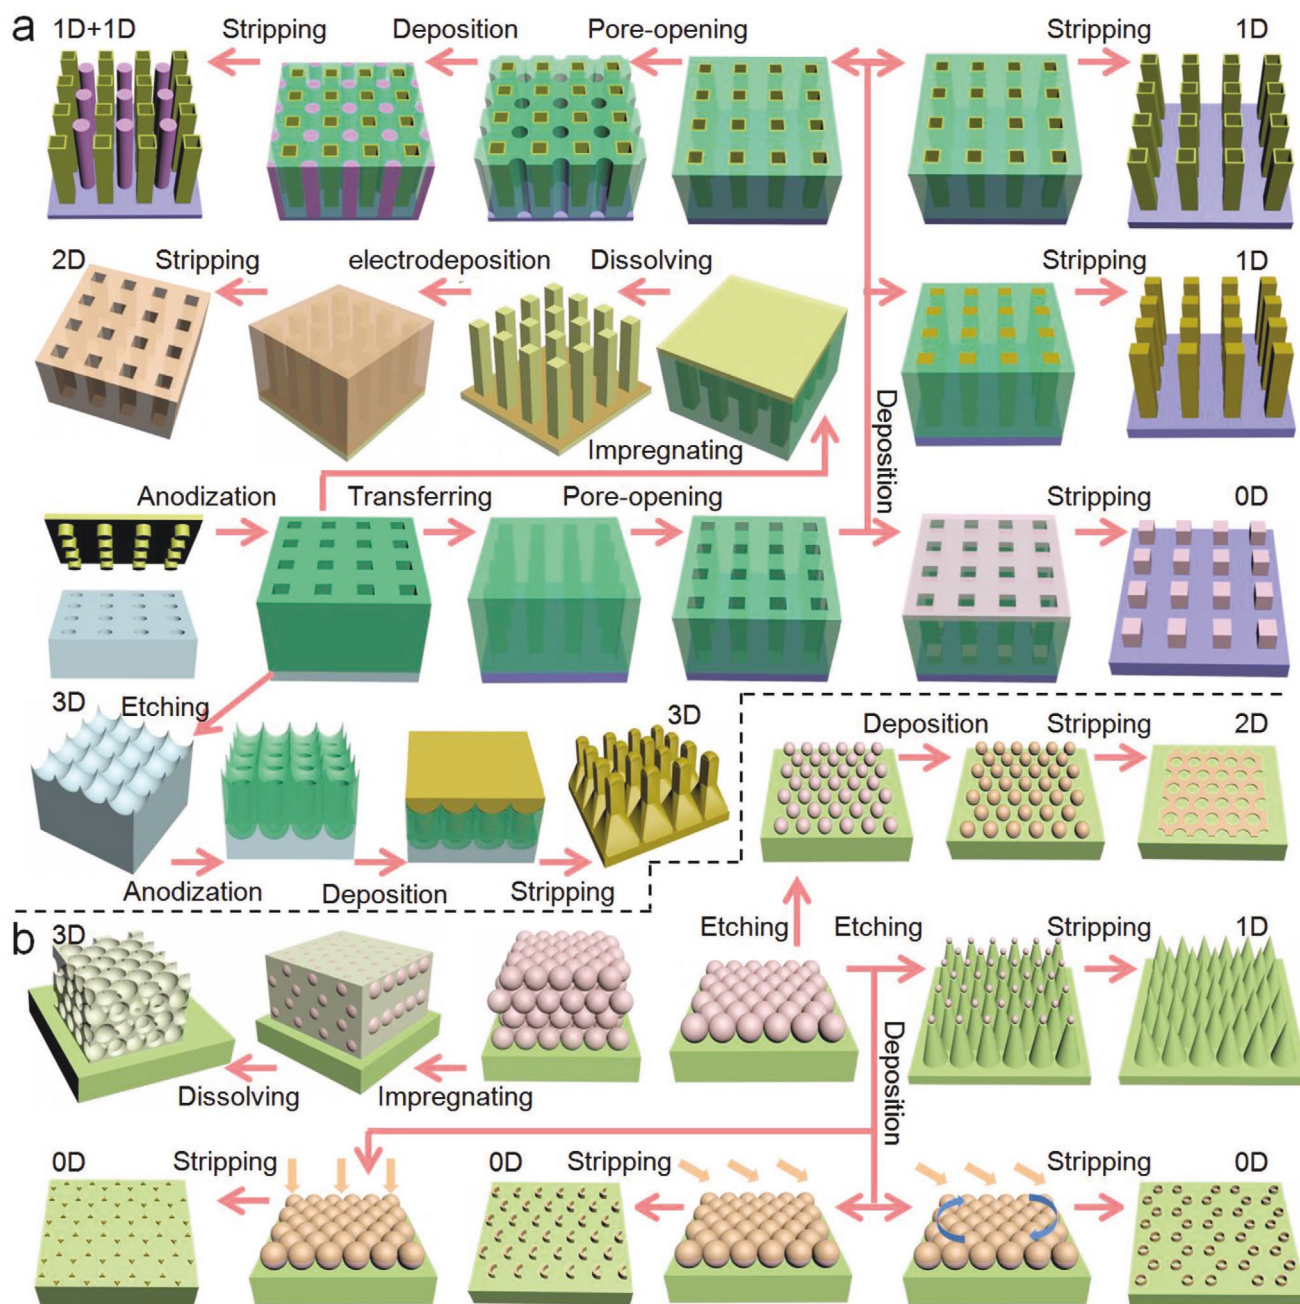 a
1D+1D
Stripping
Deposition
Pore-opening
Stripping
1D
2D
Stripping
electrodeposition
Dissolving
Stripping
1D
Impregnating
Deposition
Anodization
Transferring
Pore-opening
Stripping
0D
3D
Etching
3D
Deposition
Stripping
2D
Anodization
Deposition
Stripping
b
3D
Etching
Etching
Stripping
1D
Deposition
Dissolving
Impregnating
0D
Stripping
0D
Stripping
Stripping
0D